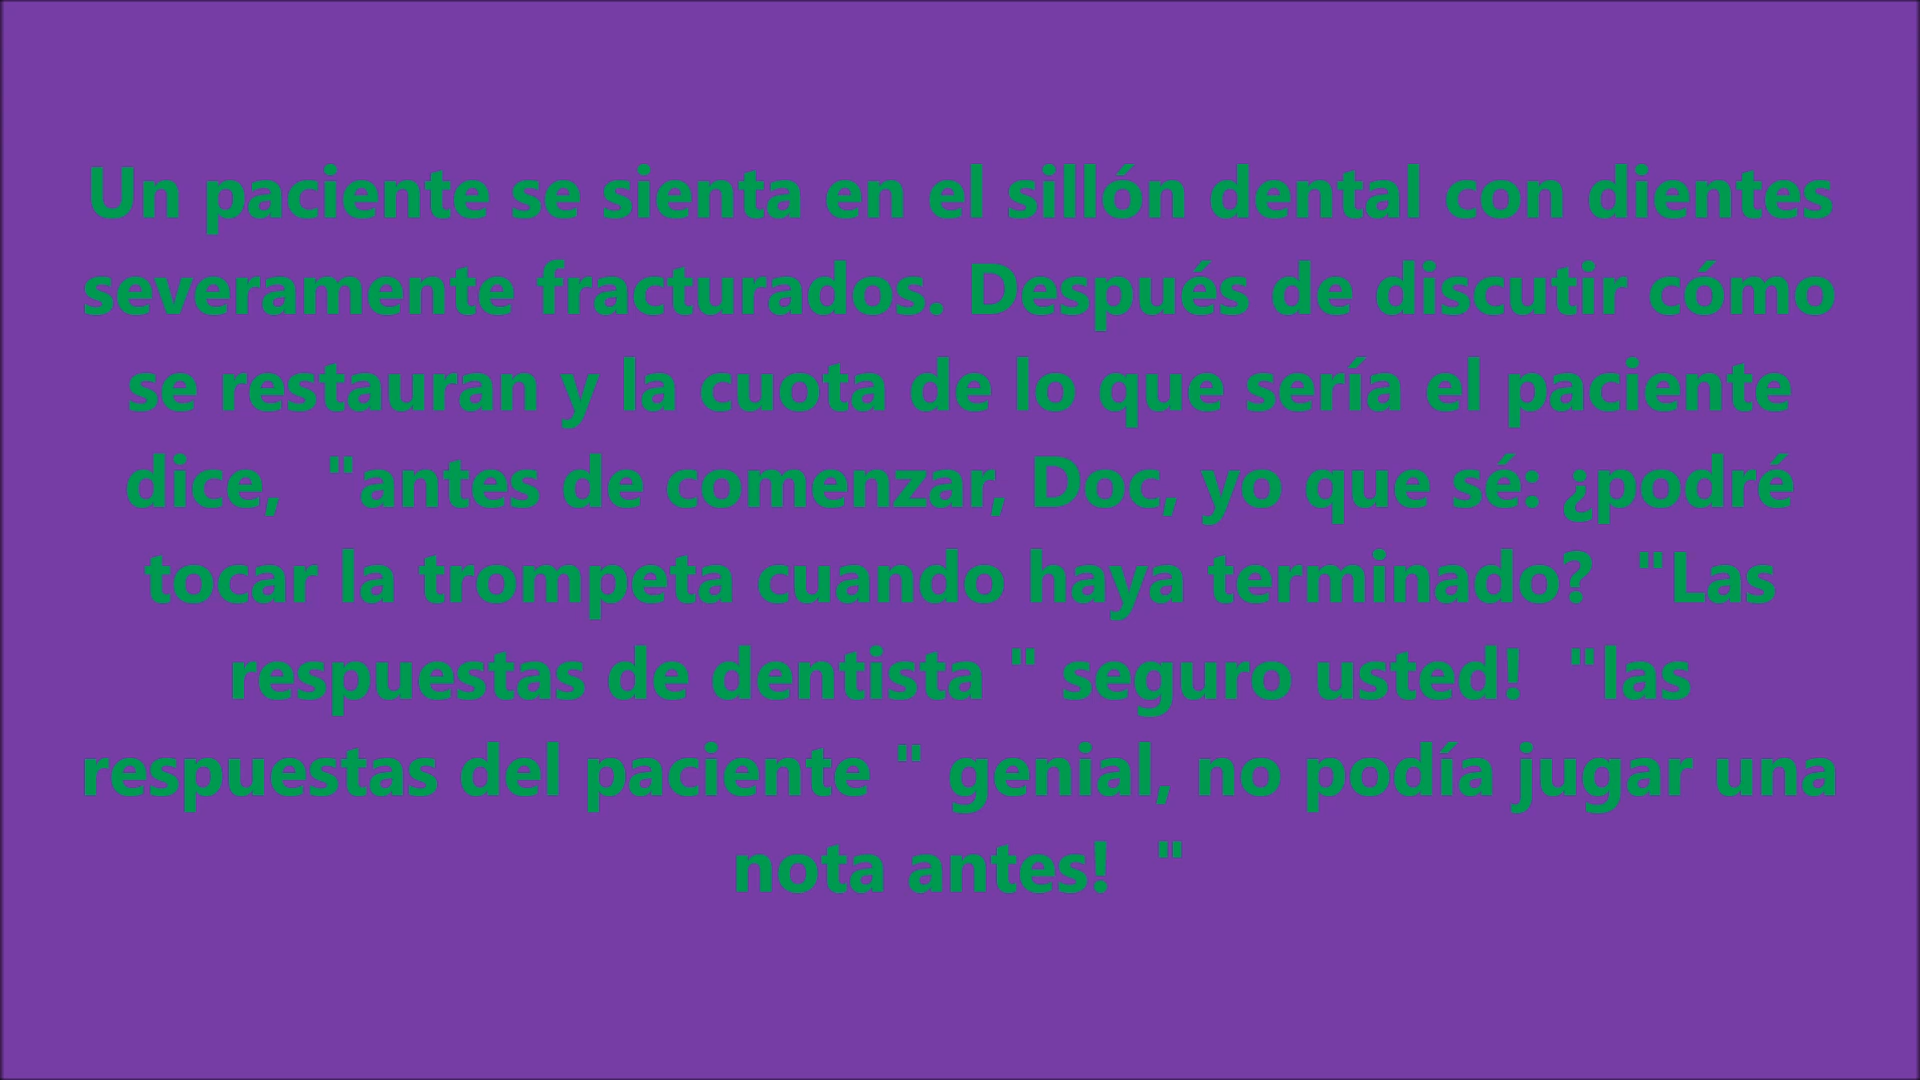 Un paciente se sienta en el sillón dental con dientes
severamente fracturados. Después de discutir cómo
se restauran y la cuota de lo que sería el paciente
dice,  "antes de comenzar, Doc, yo que sé: ¿podré
tocar la trompeta cuando haya terminado?  "Las
respuestas de dentista " seguro usted!  "las
respuestas del paciente " genial, no podía jugar una
nota antes!  "